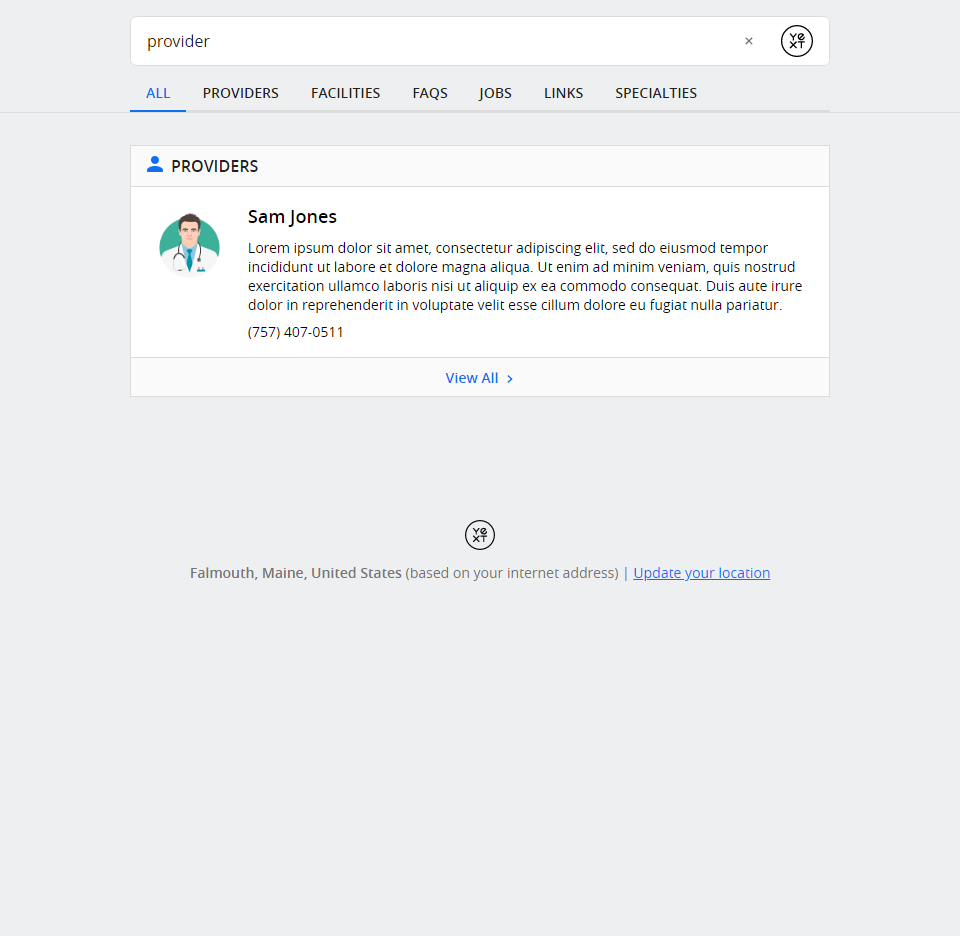 provider
YEXT
ALL PROVIDERS FACILITIES FAQS JOBS LINKS SPECIALTIES
PROVIDERS
Sam Jones
Lorem ipsum dolor sit amet, consectetur adipiscing elit, sed do eiusmod tempor
incididunt ut labore et dolore magna aliqua. Ut enim ad minim veniam, quis nostrud
exercitation ullamco laboris nisi ut aliquip ex ea commodo consequat. Duis aute irure
dolor in reprehenderit in voluptate velit esse cillum dolore eu fugiat nulla pariatur.
(757) 407-0511
View All
YEXT
Falmouth, Maine, United States (based on your internet address) | Update your location